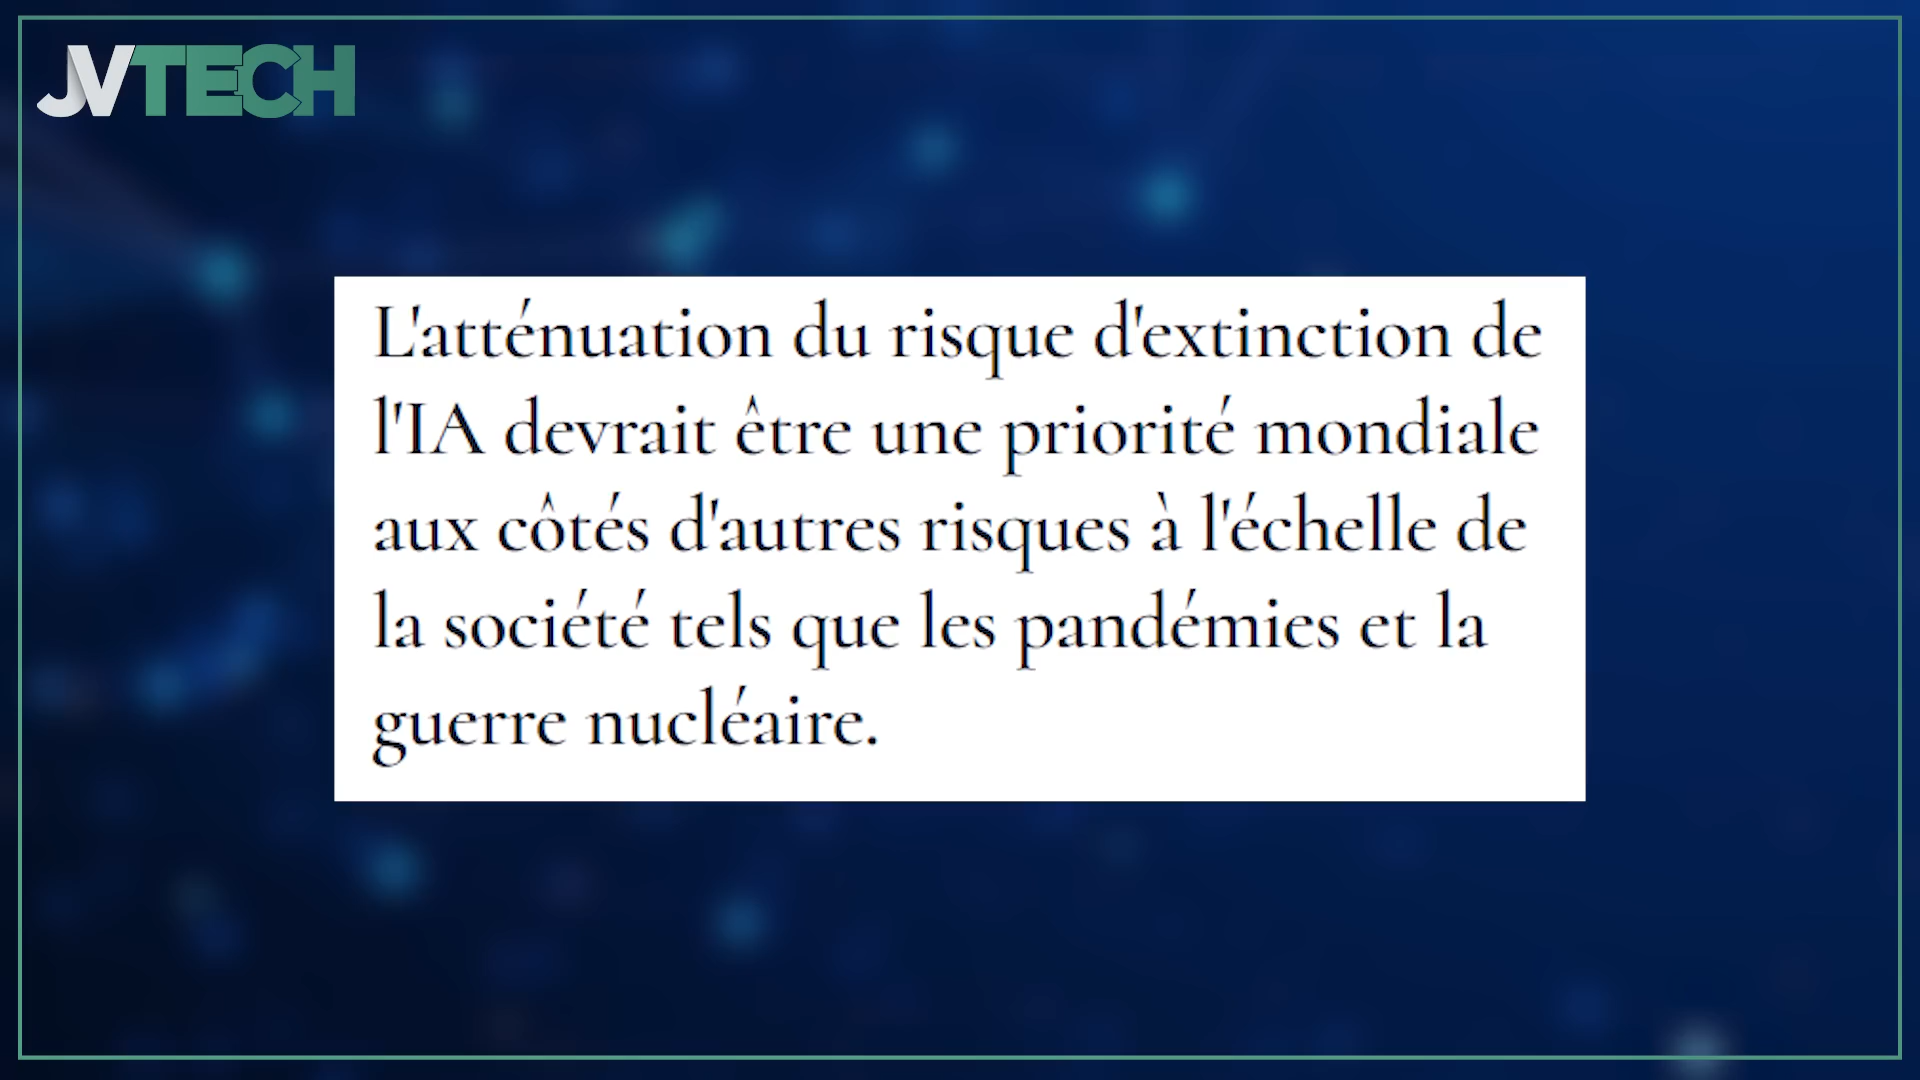 JVTECH
L'atténuation du risque d'extinction de
l'IA devrait être une priorité mondiale
aux côtés d'autres risques à l'échelle de
la société tels que les pandémies et la
guerre nucléaire.